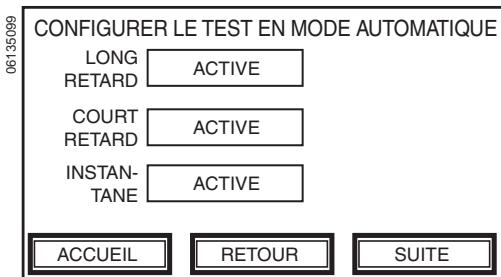 06135099
CONFIGURER LE TEST EN MODE AUTOMATIQUE
LONG
RETARD
ACTIVE
COURT
RETARD
ACTIVE
INSTAN-
TANE
ACTIVE
ACCUEIL
RETOUR
SUITE